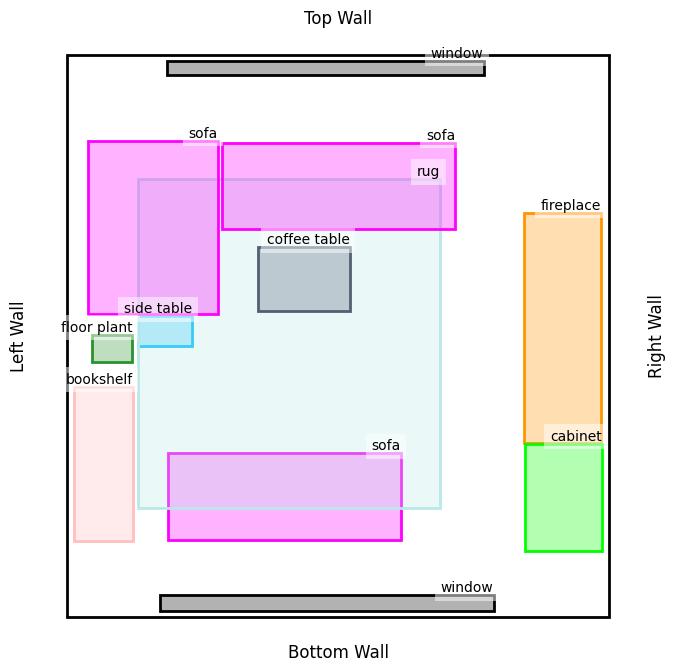 Top Wall
window
sofa
sofa
rug
fireplace
coffee table
side table
floor plant
Left Wall
Right Wall
bookshelf
cabinet
sofa
window
Bottom Wall